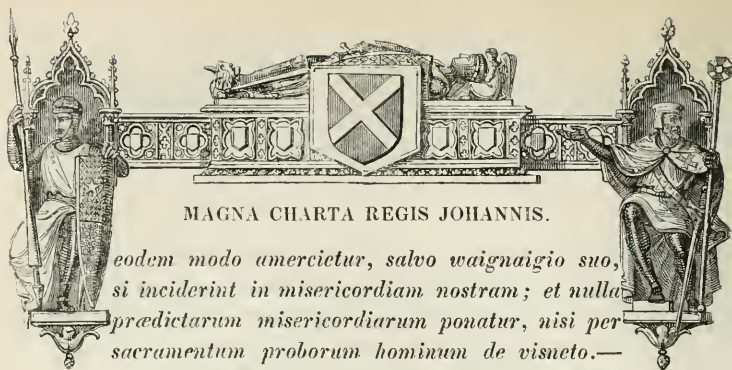 MAGNA CHARTA REGIS JOHANNIS.
eodem modo amercietur, salvo waignaigio suo,
si inciderint in misericordiam nostram; et nulla
prædictarum misericordiarum ponatur, nisi per
sacramentum proborum hominum de visneto.—